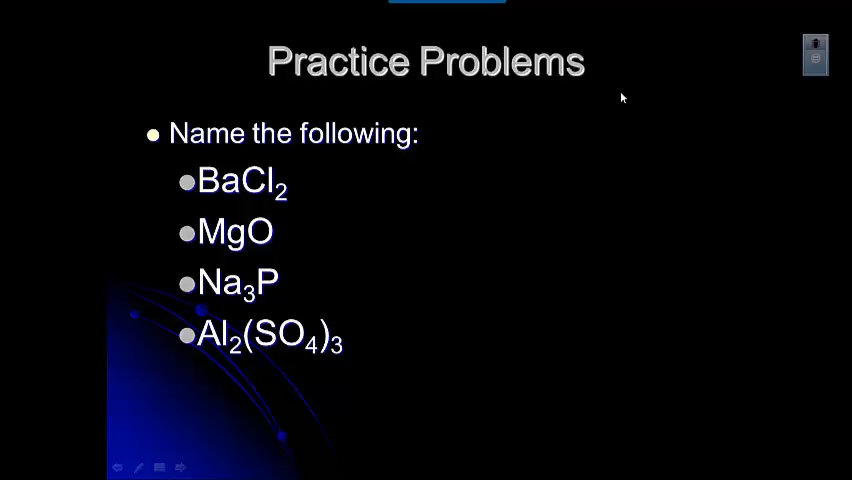 Practice Problems
Name the following:
BaCl₂
MgO
Na₃P
Al₂(SO₄)₃